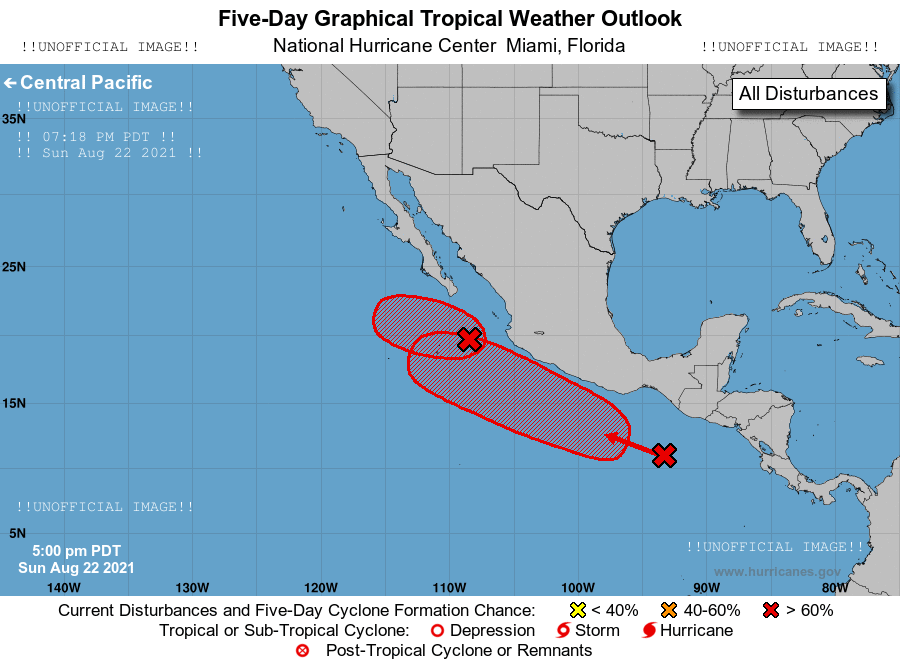 Five-Day Graphical Tropical Weather Outlook
!!UNOFFICIAL IMAGE!! National Hurricane Center Miami, Florida !!UNOFFICIAL IMAGE!!
← Central Pacific
All Disturbances
!!UNOFFICIAL IMAGE!!
35N
!! 07:18 PM PDT !!
!! Sun Aug 22 2021 !!
25N
15N
!!UNOFFICIAL IMAGE!!
5N
5:00 pm PDT
Sun Aug 22 2021
!!UNOFFICIAL IMAGE!!
www.hurricanes.gov
140W 130W 120W 110W 100W 90W 80W
Current Disturbances and Five-Day Cyclone Formation Chance: < 40% 40-60% > 60%
Tropical or Sub-Tropical Cyclone: Depression Storm Hurricane
Post-Tropical Cyclone or Remnants